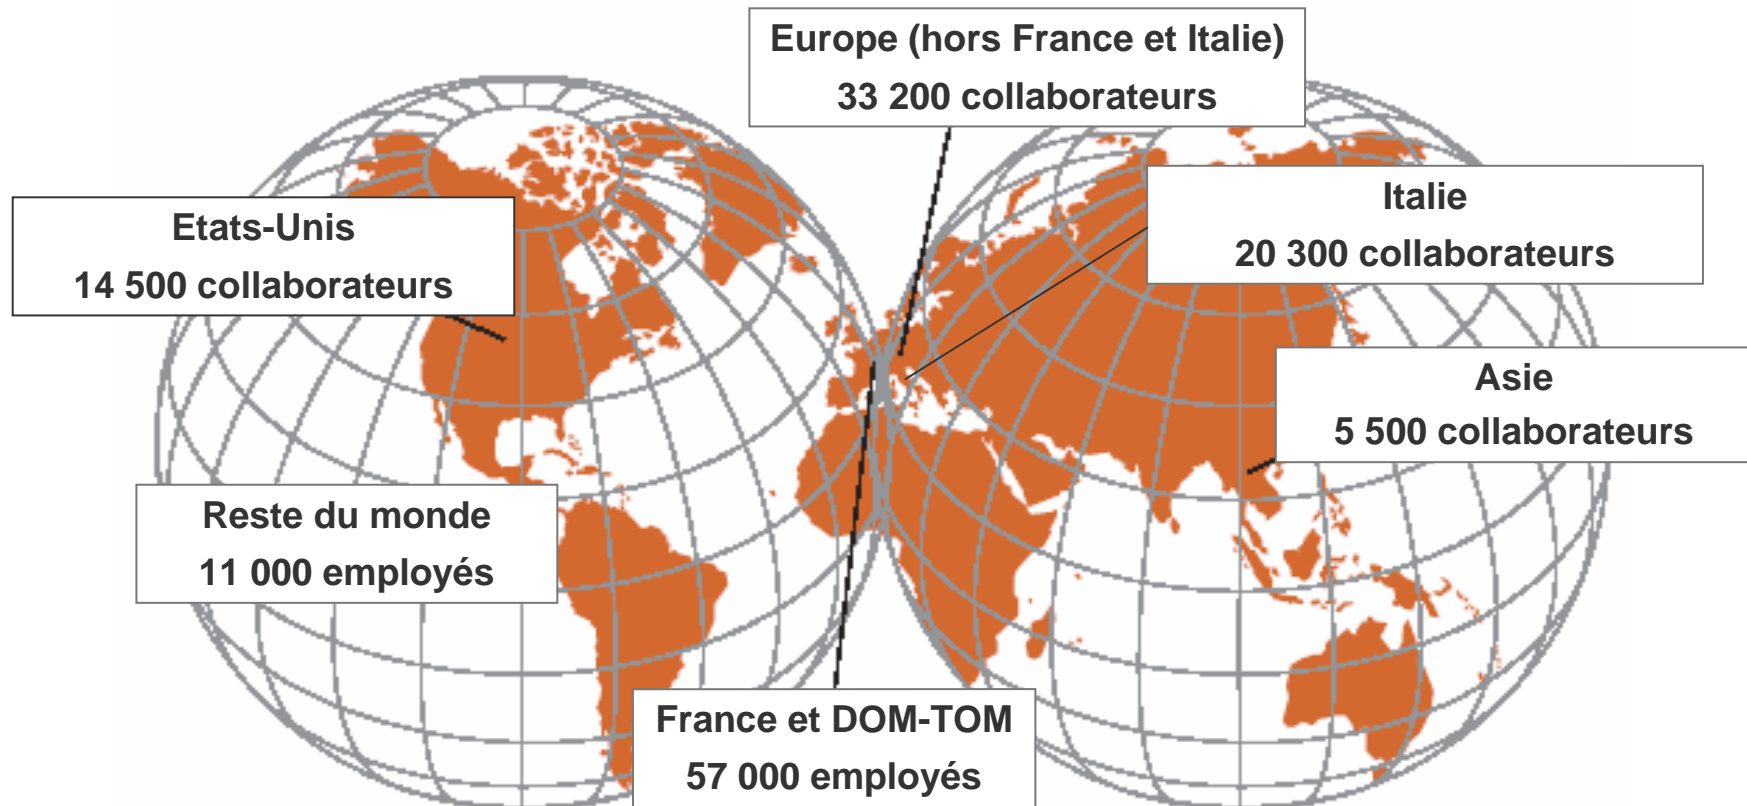 Europe (hors France et Italie)
33 200 collaborateurs
Italie
20 300 collaborateurs
Etats-Unis
14 500 collaborateurs
Asie
5 500 collaborateurs
Reste du monde
11 000 employés
France et DOM-TOM
57 000 employés